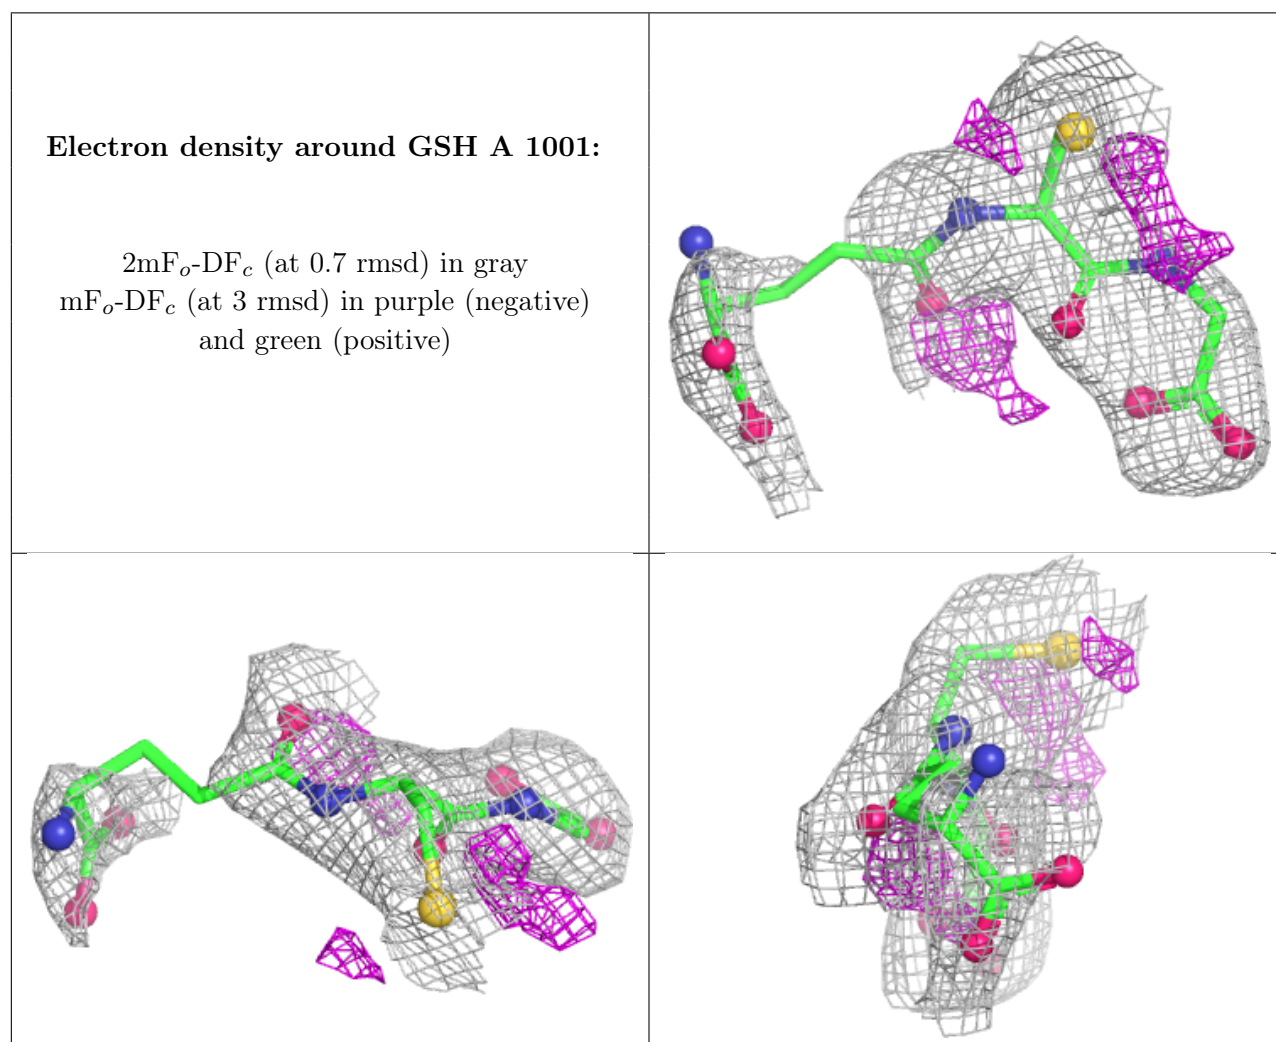 Electron density around GSH A 1001:
2mFo-DFc (at 0.7 rmsd) in gray
mFo-DFc (at 3 rmsd) in purple (negative)
and green (positive)